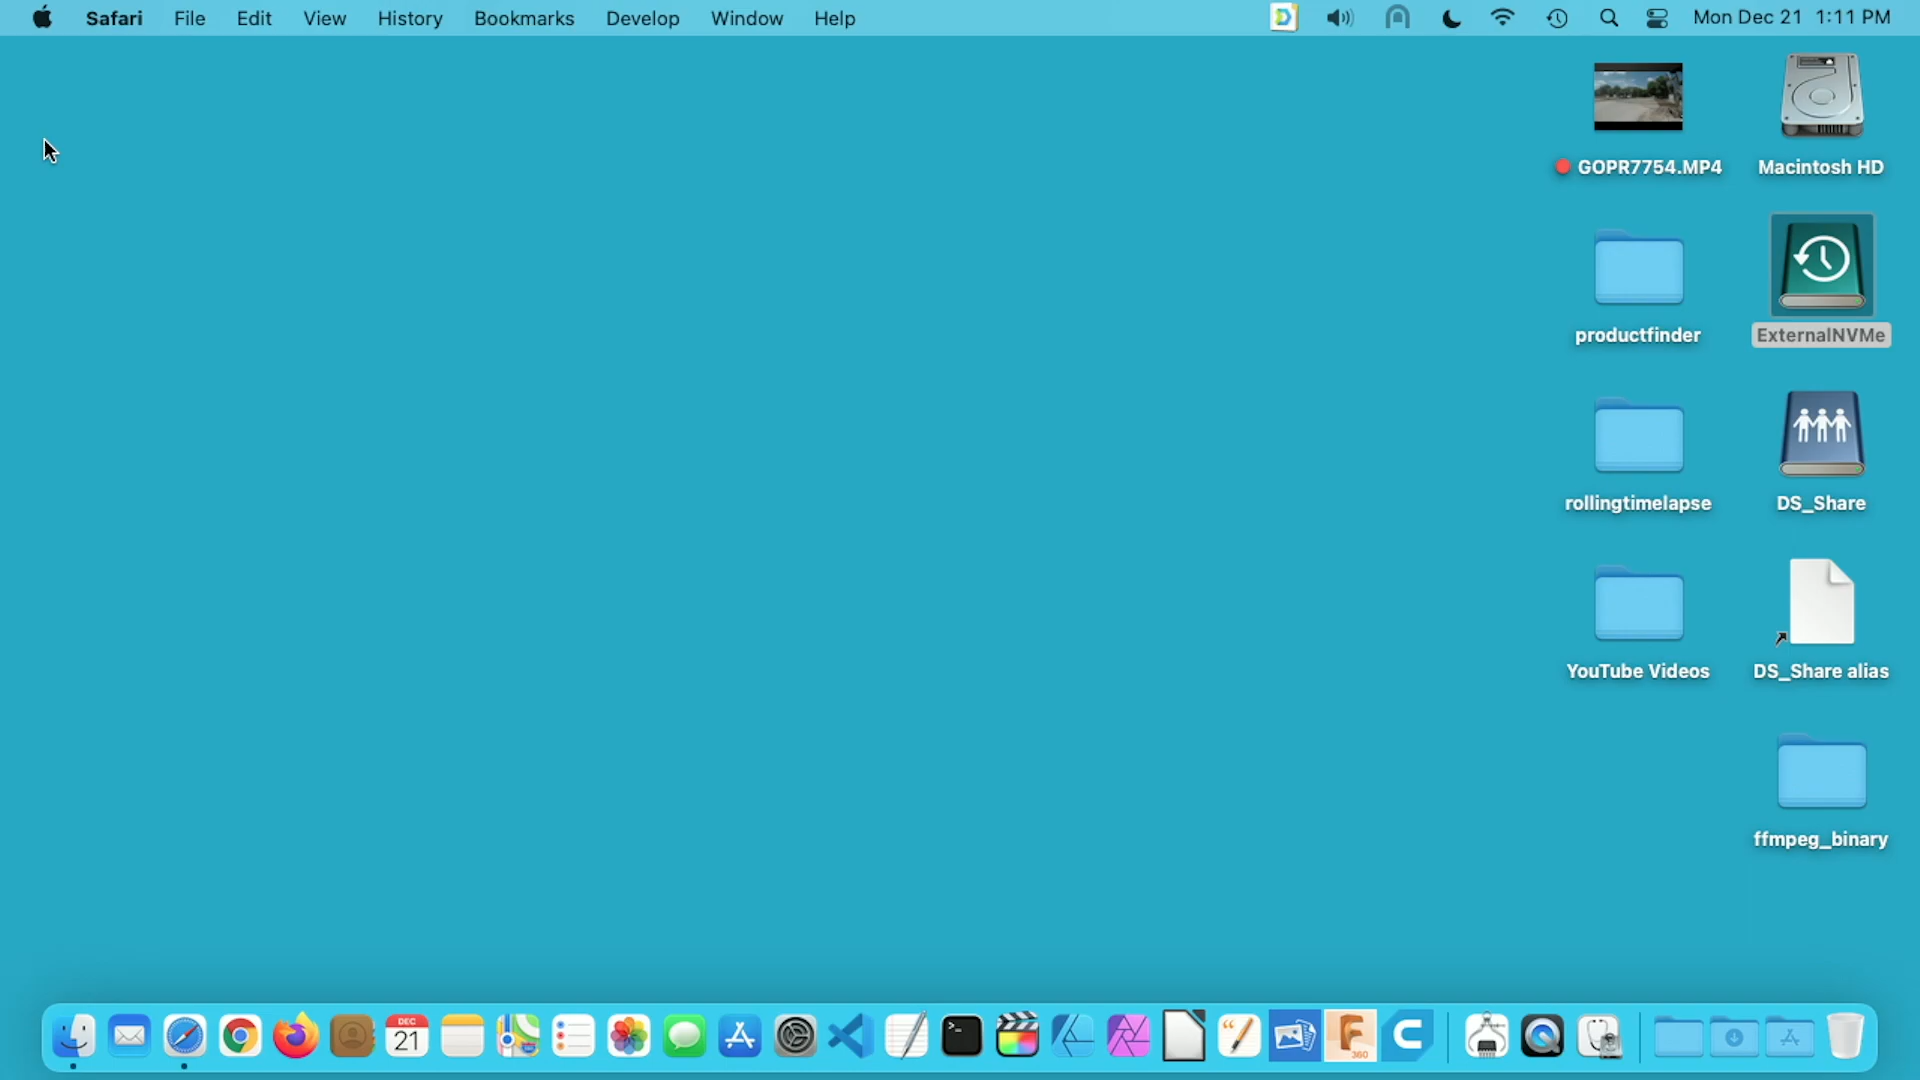 Safari File Edit View History Bookmarks Develop Window Help Mon Dec 21 1:11 PM
GOPR7754.MP4 Macintosh HD
productfinder ExternalNVMe
rollingtimelapse DS_Share
YouTube Videos DS_Share alias
ffmpeg_binary
DEC
21
360